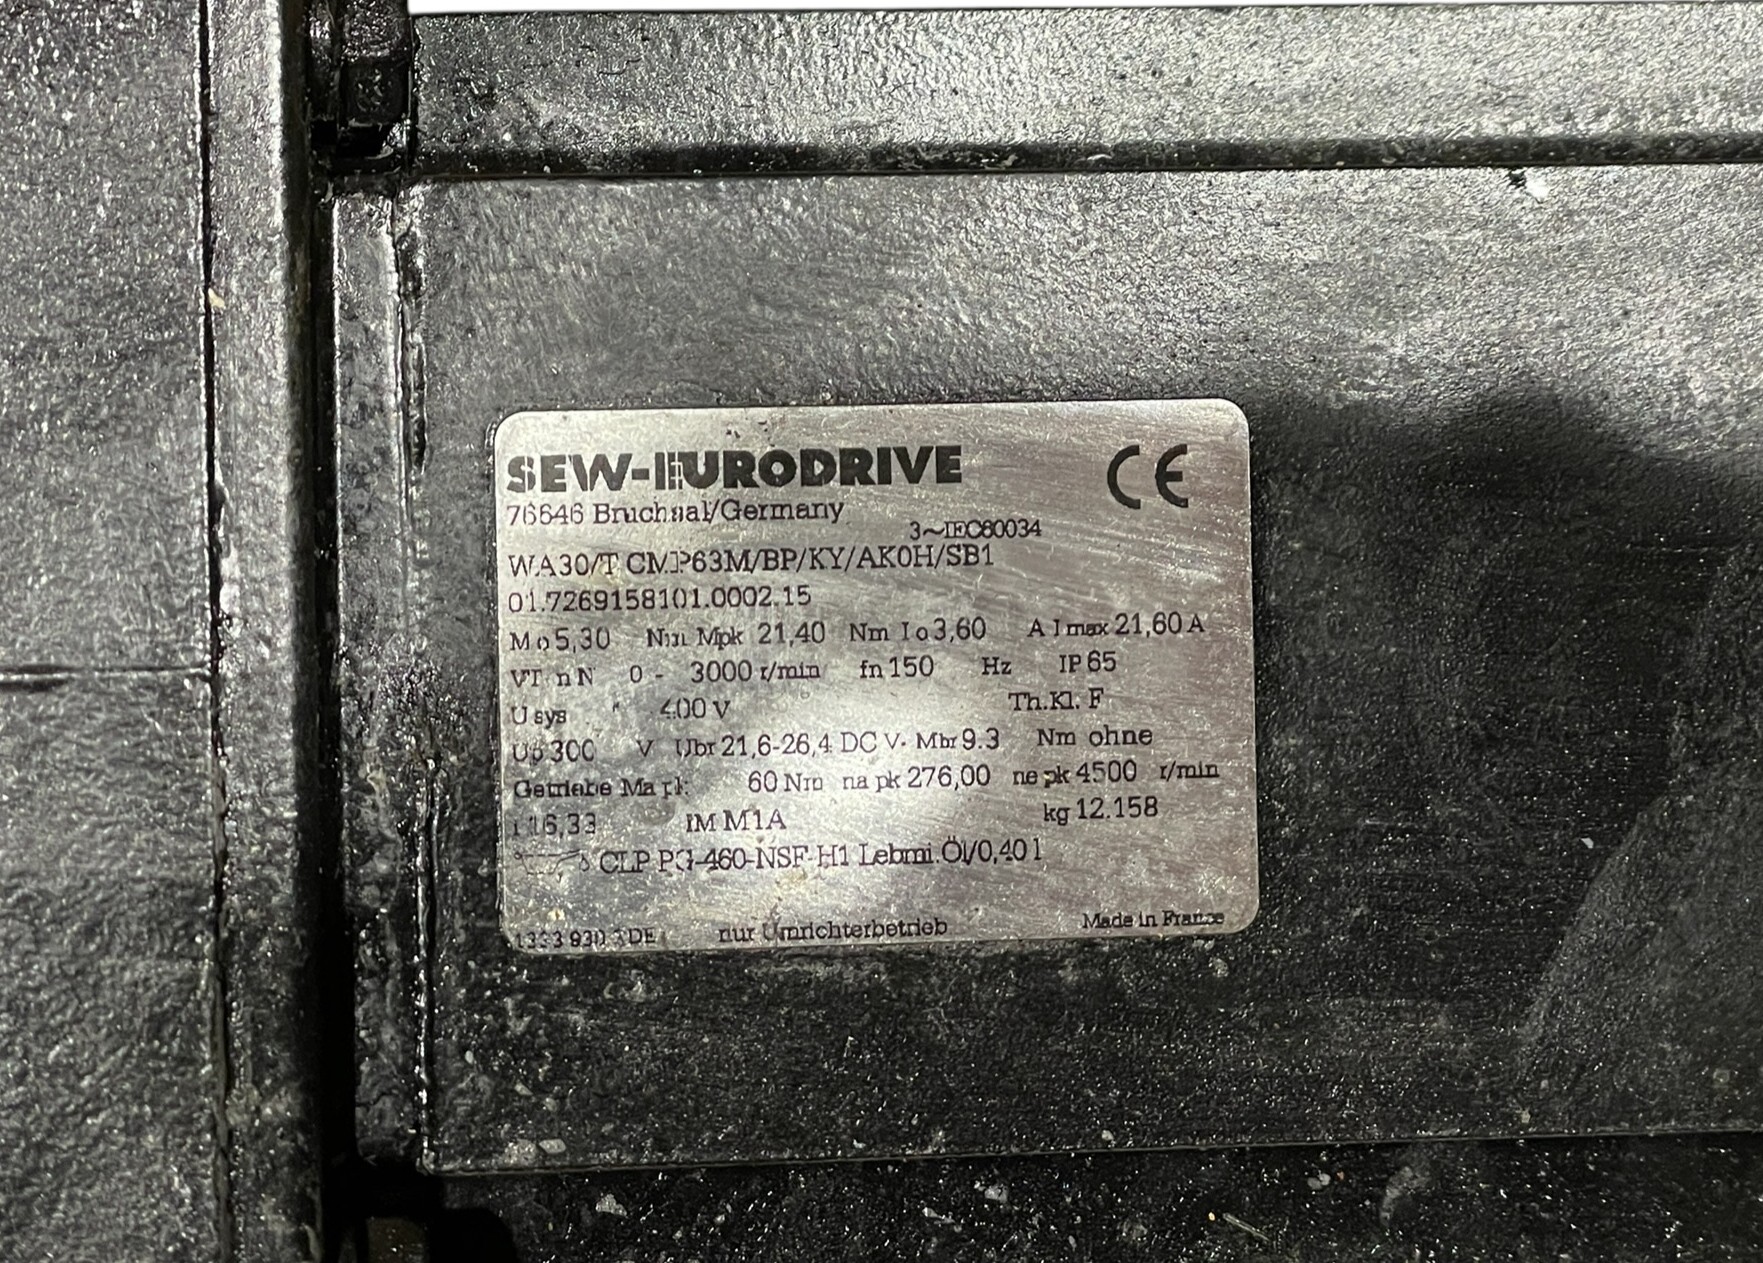 SEW-EURODRIVE CE
76646 Bruchsal/Germany
3~IEC60034
WA30/T CMP63M/BP/KY/AK0H/SB1
01.7269158101.0002.15
Mo 5,30 Nm Mpk 21,40 Nm Io 3,60 A Imax 21,60 A
VT nN 0 - 3000 r/min fn 150 Hz IP 65
Usys 400 V Th.Kl. F
Up 300 V Ubr 21,6-26,4 DC V- Mbr 9.3 Nm ohne
Getriebe Ma pk 60 Nm na pk 276,00 ne pk 4500 r/min
i 16,33 IM M1A kg 12.158
CLP PG-460-NSF-H1 Lebmi.Öl/0,40 l
DE nur Umrichterbetrieb Made in France